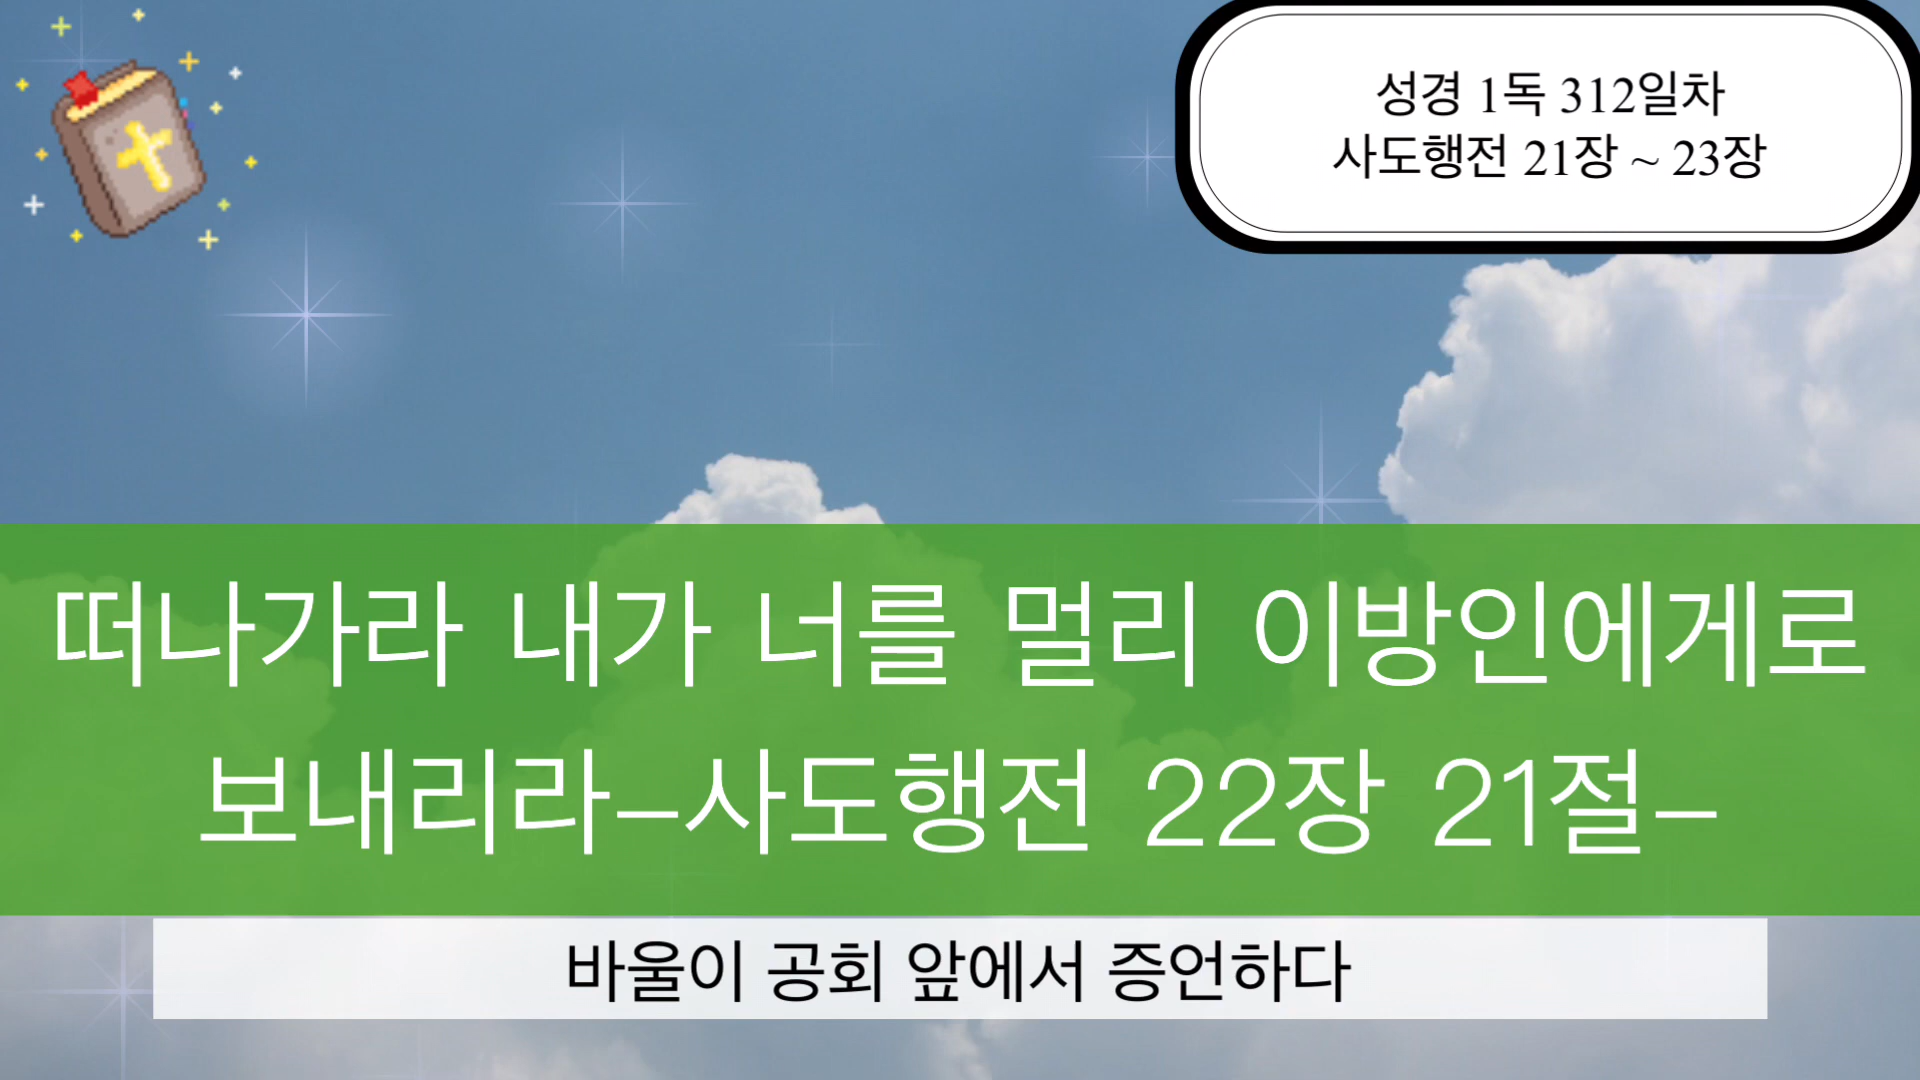 성경 1독 312일차
사도행전 21장 ~ 23장
떠나가라 내가 너를 멀리 이방인에게로
보내리라-사도행전 22장 21절-
바울이 공회 앞에서 증언하다